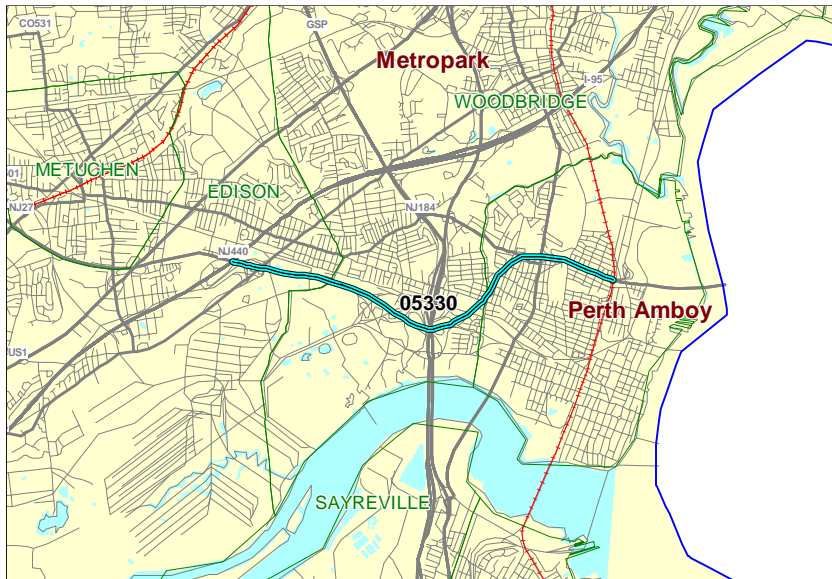 CO531
GSP
Metropark
I-95
WOODBRIDGE
METUCHEN
-01
EDISON
NJ27
NJ184
NJ440
05330
Perth Amboy
US1
SAYREVILLE